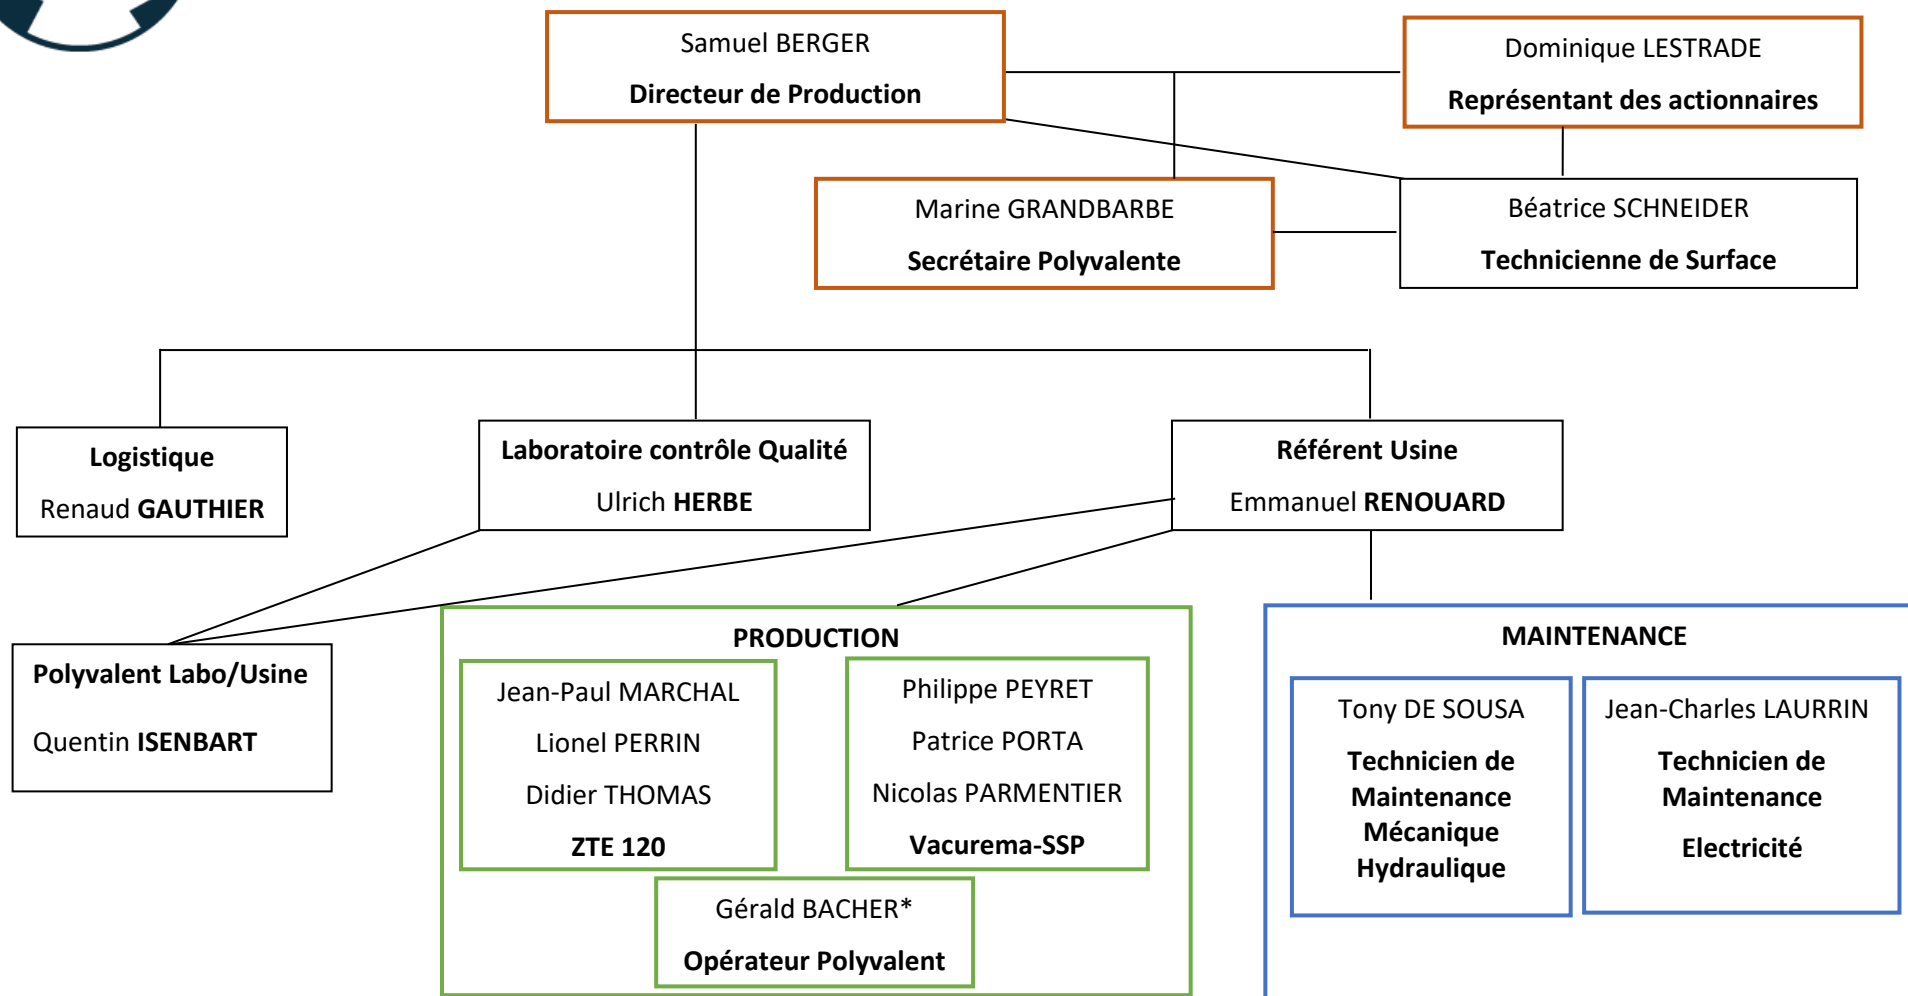 Samuel BERGER
Directeur de Production
Dominique LESTRADE
Représentant des actionnaires
Marine GRANDBARBE
Secrétaire Polyvalente
Béatrice SCHNEIDER
Technicienne de Surface
Logistique
Renaud GAUTHIER
Laboratoire contrôle Qualité
Ulrich HERBE
Référent Usine
Emmanuel RENOUARD
Polyvalent Labo/Usine
Quentin ISENBART
PRODUCTION
Jean-Paul MARCHAL
Lionel PERRIN
Didier THOMAS
ZTE 120
Philippe PEYRET
Patrice PORTA
Nicolas PARMENTIER
Vacurema-SSP
Gérald BACHER*
Opérateur Polyvalent
MAINTENANCE
Tony DE SOUSA
Technicien de
Maintenance
Mécanique
Hydraulique
Jean-Charles LAURRIN
Technicien de
Maintenance
Electricité